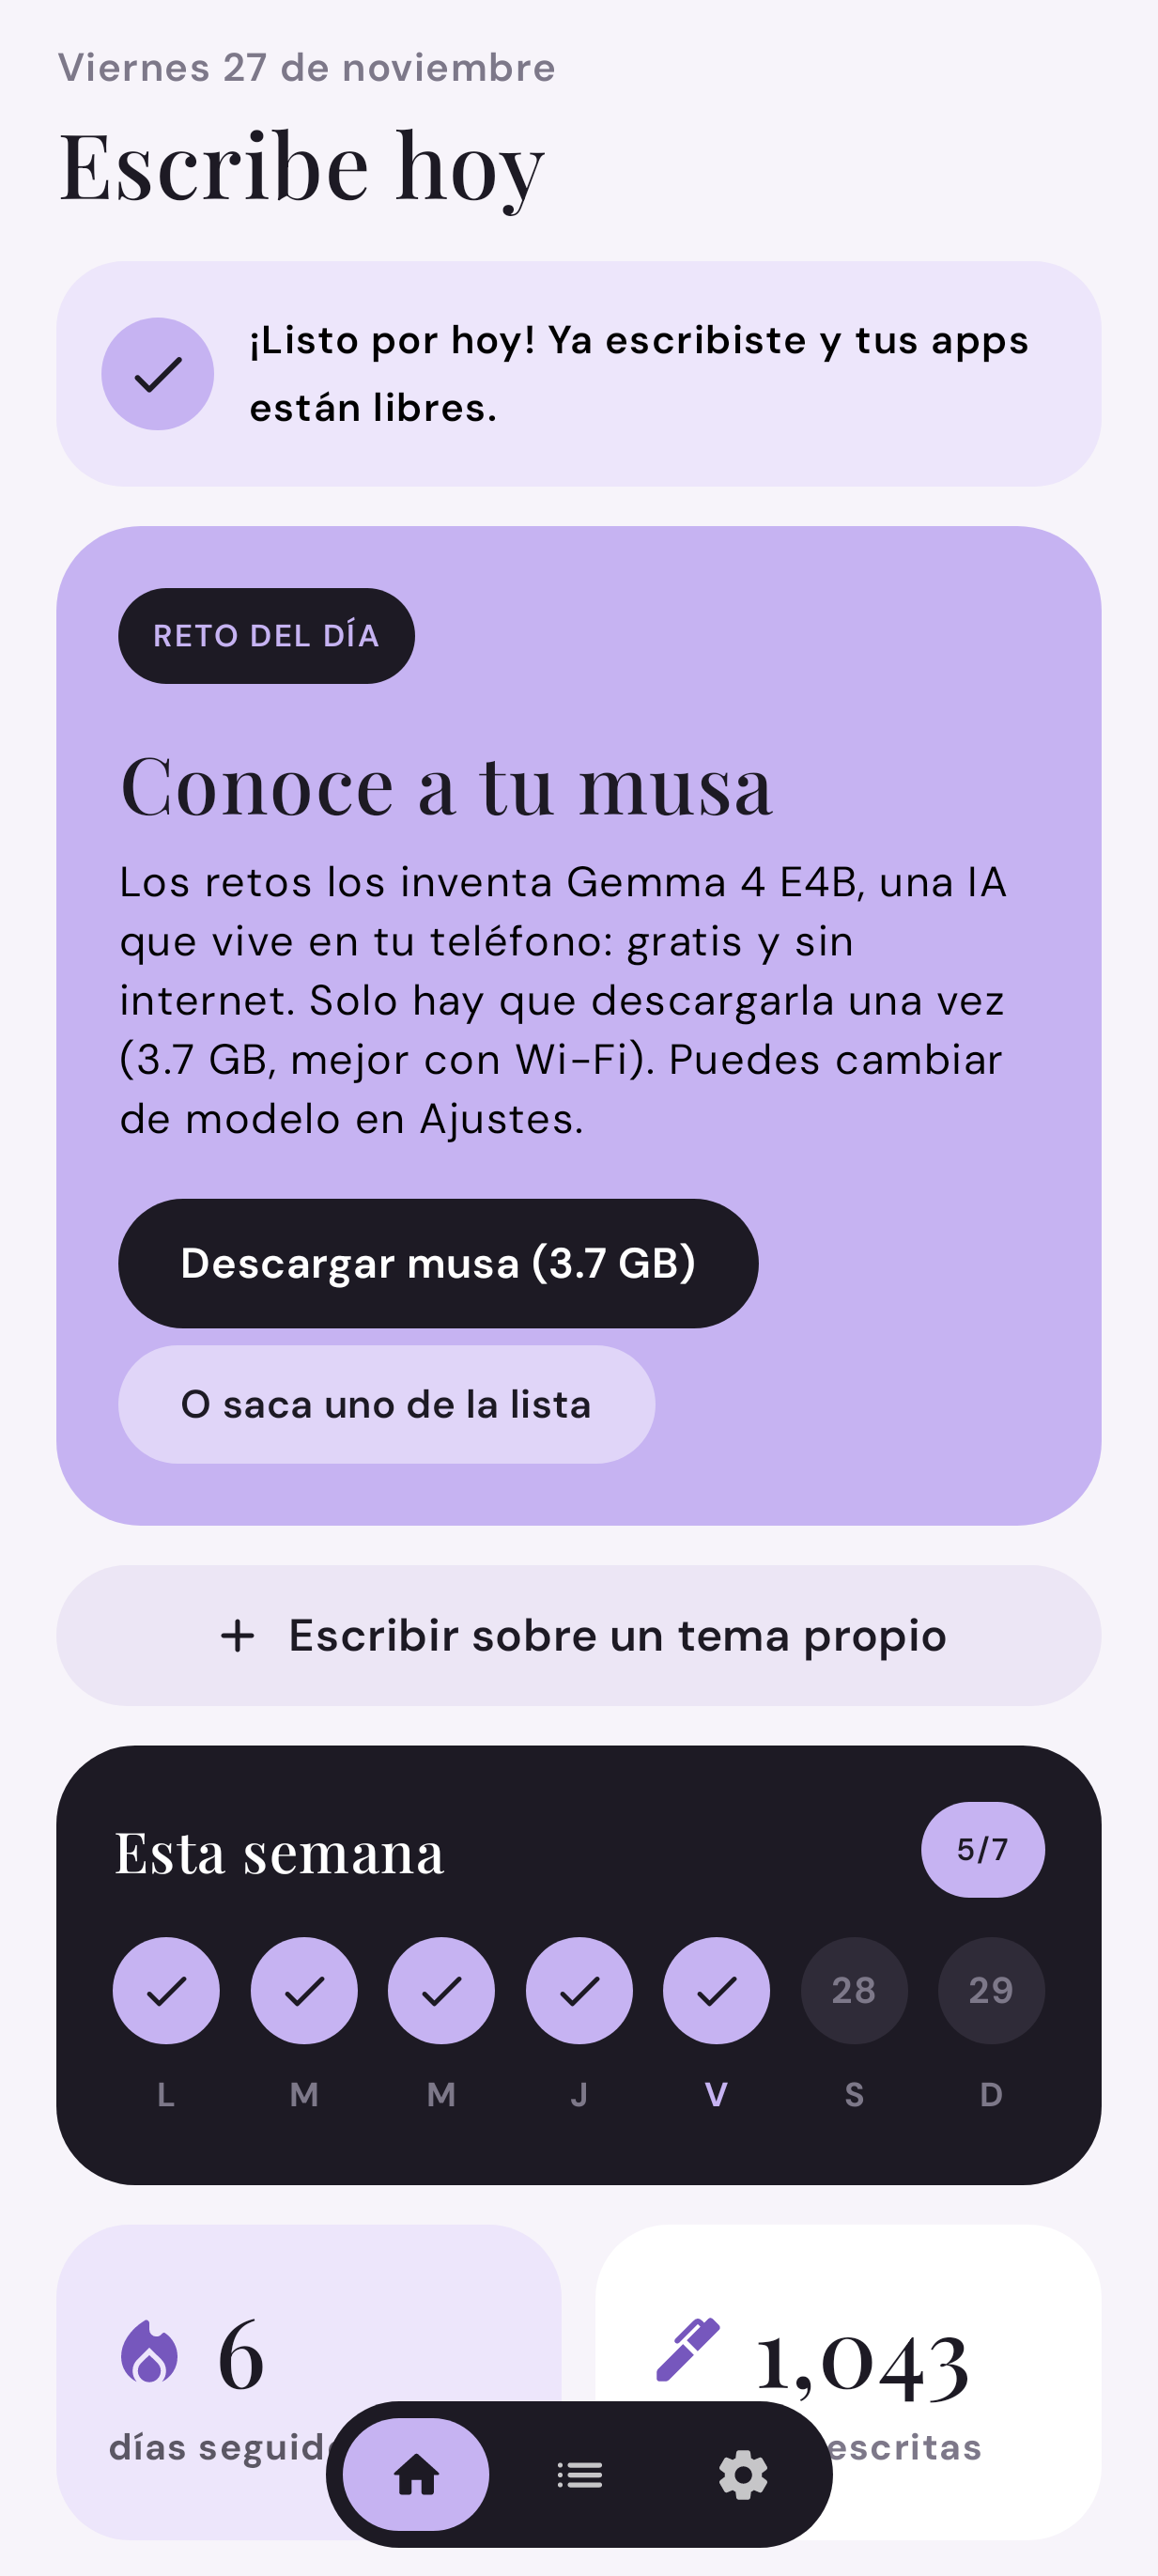 Viernes 27 de noviembre
Escribe hoy
¡Listo por hoy! Ya escribiste y tus apps
están libres.
RETO DEL DÍA
Conoce a tu musa
Los retos los inventa Gemma 4 E4B, una IA
que vive en tu teléfono: gratis y sin
internet. Solo hay que descargarla una vez
(3.7 GB, mejor con Wi-Fi). Puedes cambiar
de modelo en Ajustes.
Descargar musa (3.7 GB)
O saca uno de la lista
+ Escribir sobre un tema propio
Esta semana
5/7
28 29
L M M J V S D
6
1,043
días
escritas